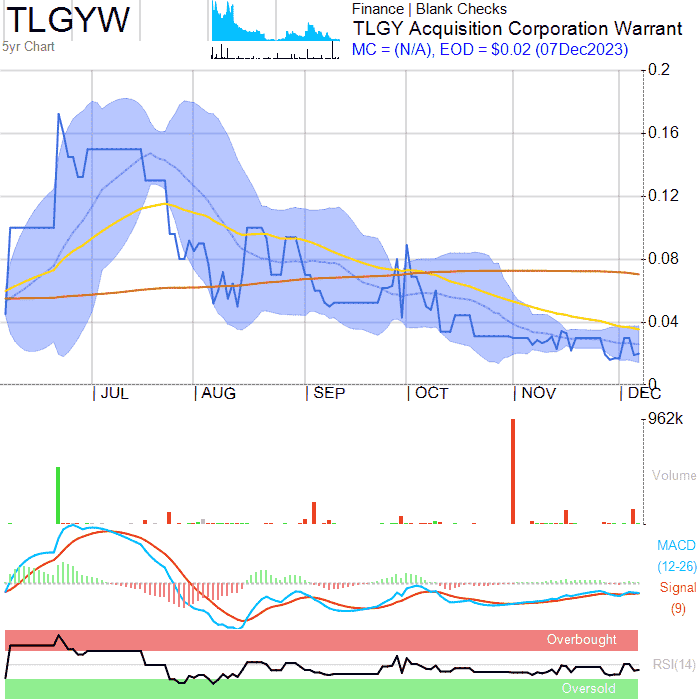 TLGYW
5yr Chart
Finance | Blank Checks
TLGY Acquisition Corporation Warrant
MC = (N/A), EOD = $0.02 (07Dec2023)
0.2
0.16
0.12
0.08
0.04
0
JUL AUG SEP OCT NOV DEC
962k
Volume
MACD
(12-26)
Signal
(9)
Overbought
RSI(14)
Oversold